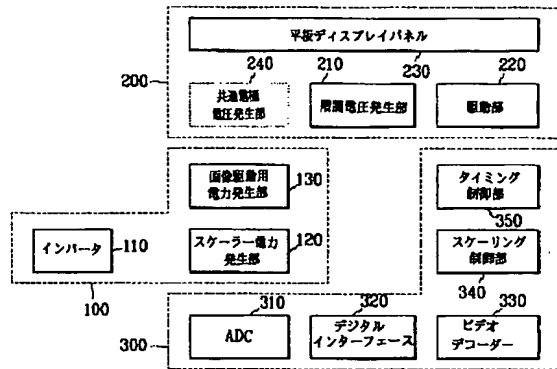 平板ディスプレイパネル
240
210
230
220
200
共通電極
電圧発生部
階調電圧発生部
駆動部
画像駆動用
電力発生部
130
タイミング
制御部
350
インバータ
110
スケーラー電力
発生部
120
スケーリング
制御部
340
100
310
320
330
300
ADC
デジタル
インターフェース
ビデオ
デコーダー